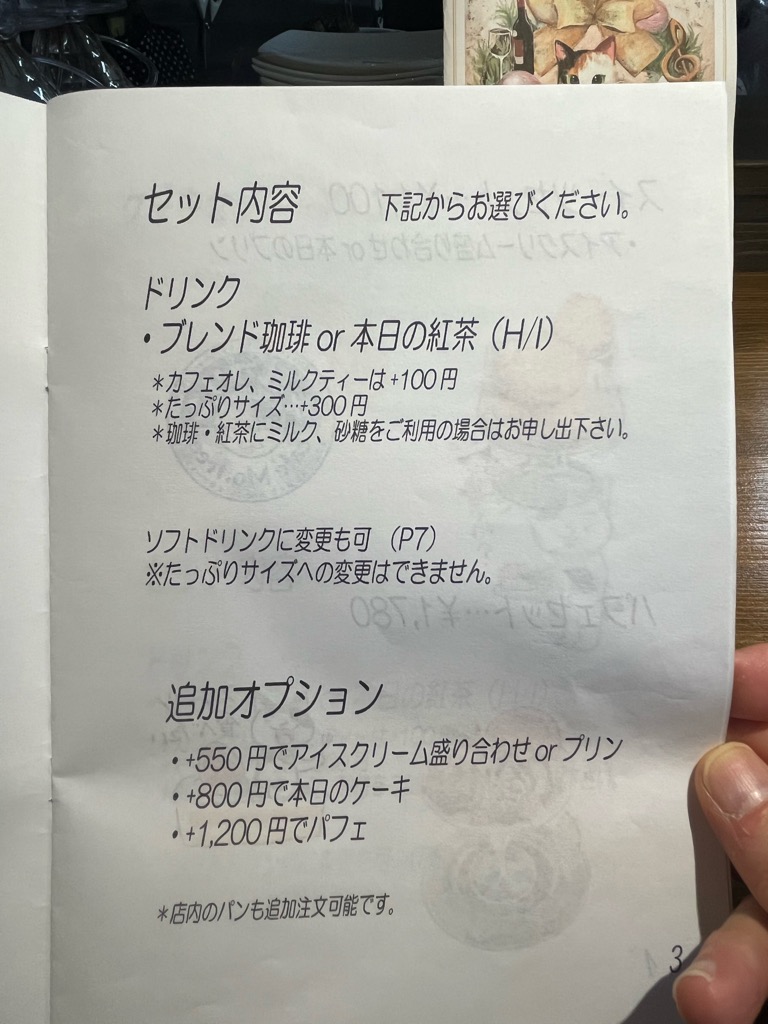 セット内容　下記からお選びください。
ドリンク
・ブレンド珈琲 or 本日の紅茶（H/I）
＊カフェオレ、ミルクティーは+100円
＊たっぷりサイズ…+300円
＊珈琲・紅茶にミルク、砂糖をご利用の場合はお申し出下さい。
ソフトドリンクに変更も可　（P7）
※たっぷりサイズへの変更はできません。
追加オプション
・+550円でアイスクリーム盛り合わせ or プリン
・+800円で本日のケーキ
・+1,200円でパフェ
＊店内のパンも追加注文可能です。
3